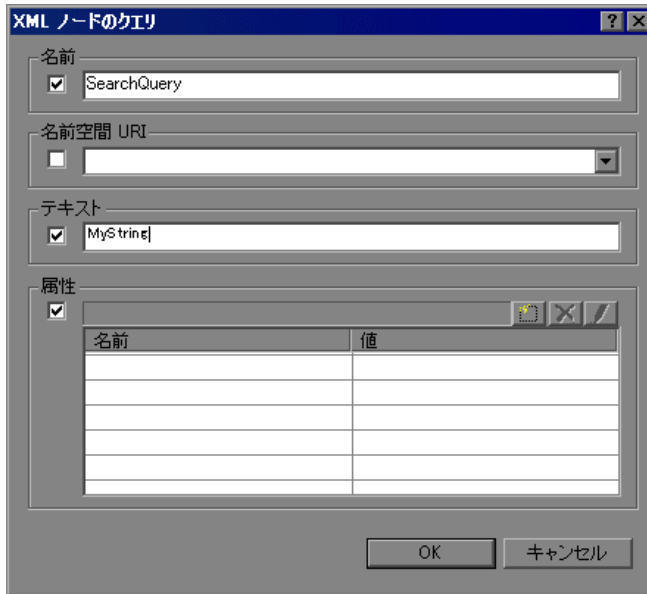 XML ノードのクエリ
名前
SearchQuery
名前空間 URI
テキスト
MyString
属性
名前 値
OK キャンセル